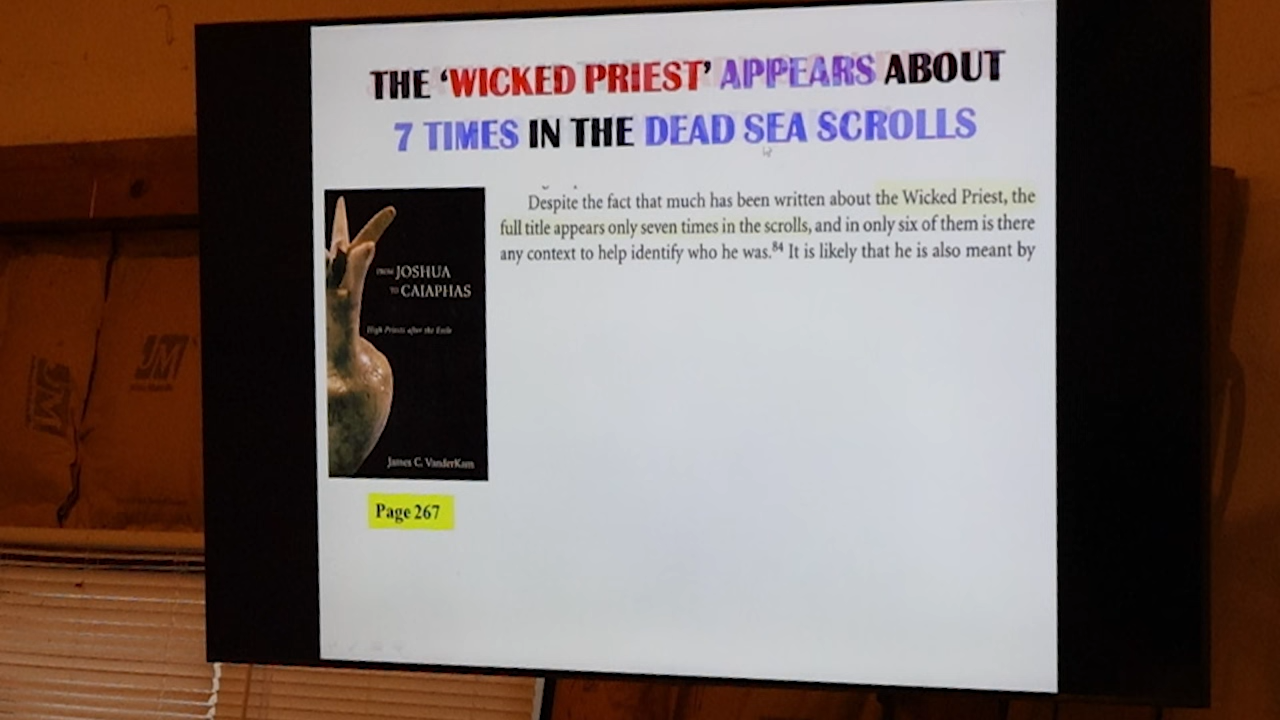 THE ‘WICKED PRIEST’ APPEARS ABOUT
7 TIMES IN THE DEAD SEA SCROLLS
Despite the fact that much has been written about the Wicked Priest, the
full title appears only seven times in the scrolls, and in only six of them is there
any context to help identify who he was.84 It is likely that he is also meant by
FROM JOSHUA
TO CAIAPHAS
High Priests after the Exile
James C. VanderKam
Page 267
JM
JM